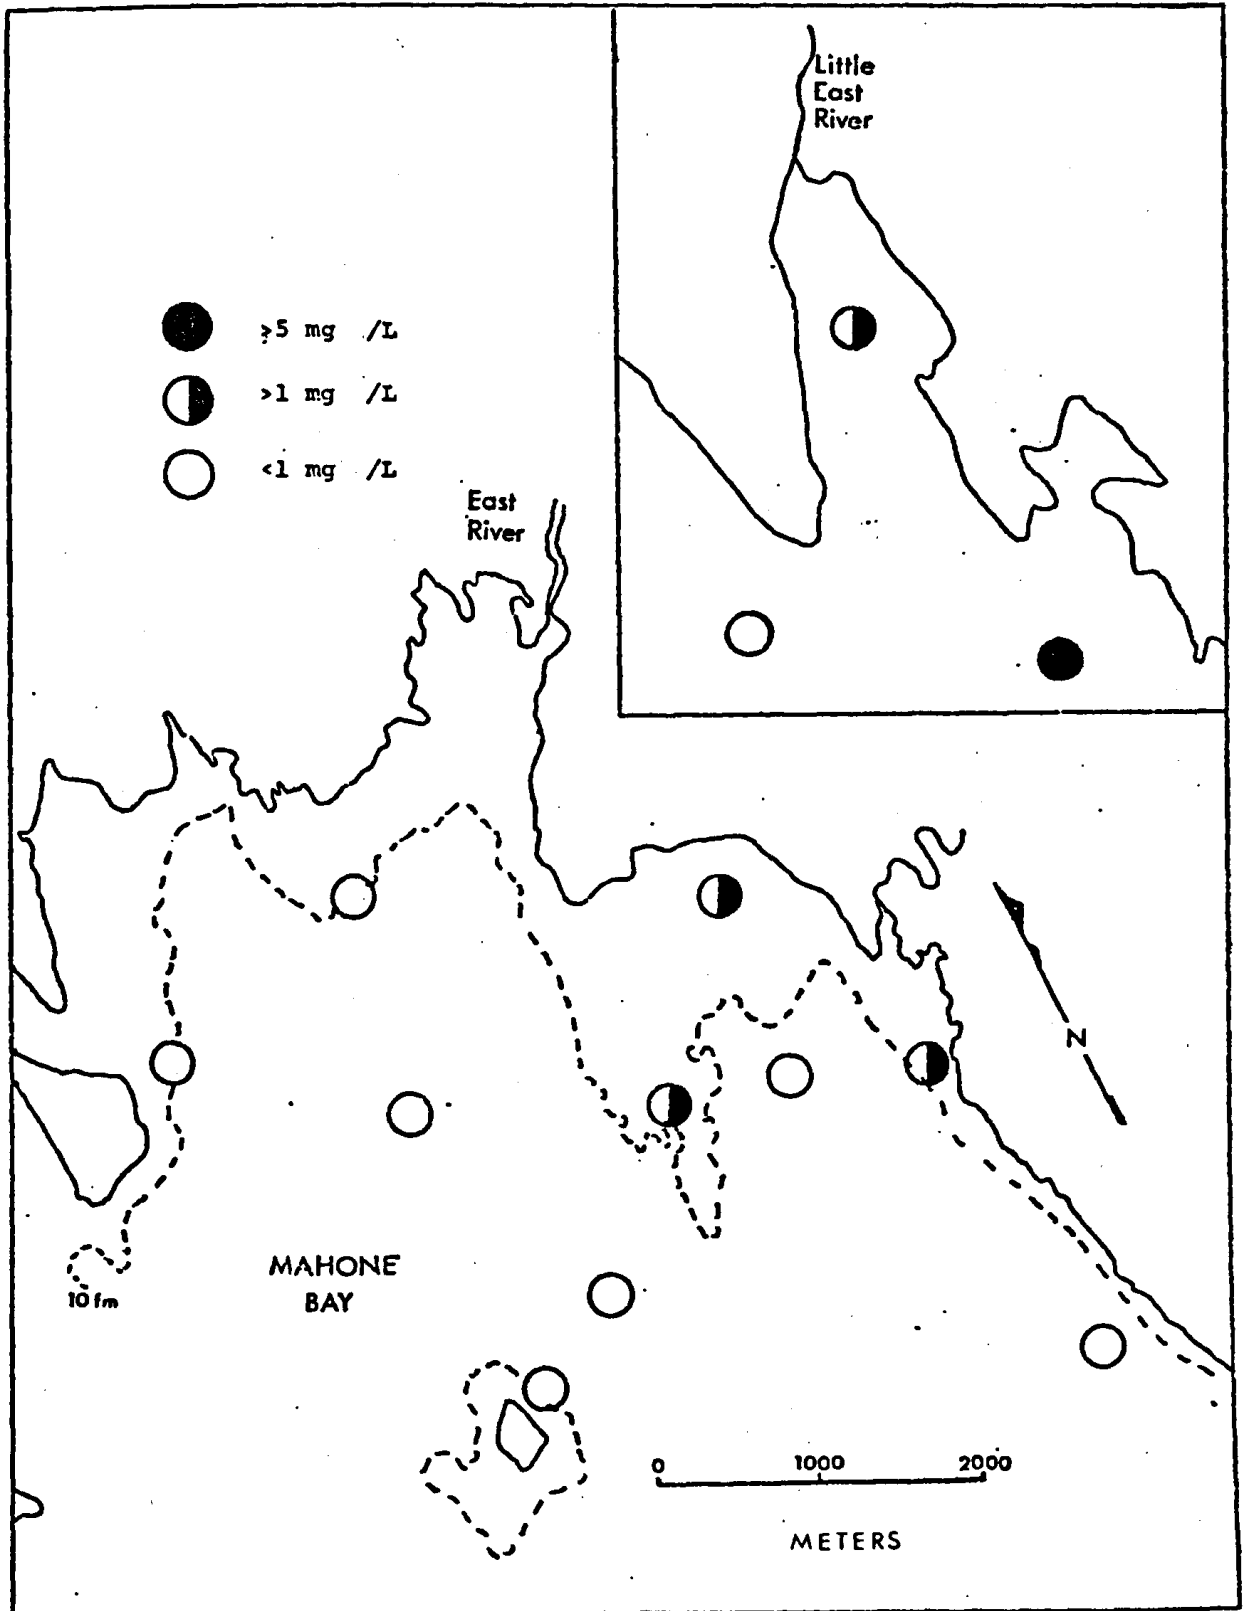 Little
East
River
≥5 mg /L
>1 mg /L
<1 mg /L
East
River
N
MAHONE
BAY
10 fm
0 1000 2000
METERS